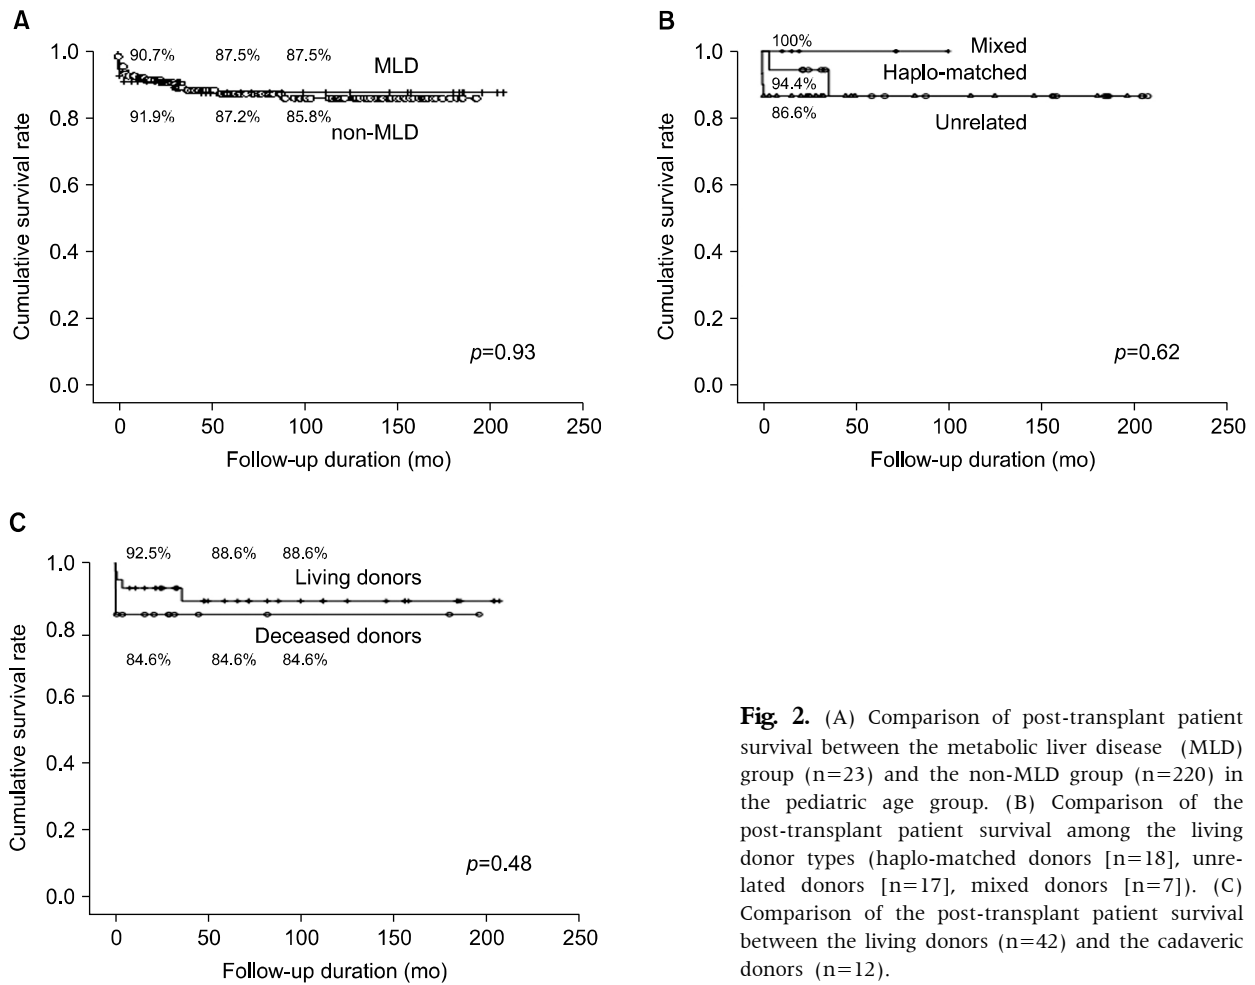 A
Cumulative survival rate
1.0
0.8
0.6
0.4
0.2
0.0
90.7% 87.5% 87.5%
MLD
91.9% 87.2% 85.8%
non-MLD
p=0.93
0 50 100 150 200 250
Follow-up duration (mo)
B
Cumulative survival rate
1.0
0.8
0.6
0.4
0.2
0.0
100%
Mixed
Haplo-matched
94.4%
86.6%
Unrelated
p=0.62
0 50 100 150 200 250
Follow-up duration (mo)
C
Cumulative survival rate
1.0
0.8
0.6
0.4
0.2
0.0
92.5% 88.6% 88.6%
Living donors
Deceased donors
84.6% 84.6% 84.6%
p=0.48
0 50 100 150 200 250
Follow-up duration (mo)
Fig. 2. (A) Comparison of post-transplant patient
survival between the metabolic liver disease (MLD)
group (n=23) and the non-MLD group (n=220) in
the pediatric age group. (B) Comparison of the
post-transplant patient survival among the living
donor types (haplo-matched donors [n=18], unre-
lated donors [n=17], mixed donors [n=7]). (C)
Comparison of the post-transplant patient survival
between the living donors (n=42) and the cadaveric
donors (n=12).